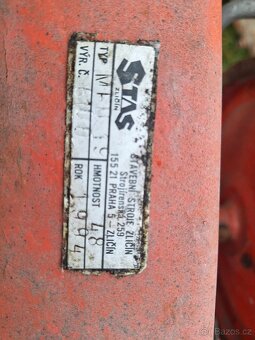 STAS
ZLIČÍN
STAVEBNÍ STROJE ZLIČÍN
Strojírenská 259
155 21 PRAHA 5 – ZLIČÍN
TYP
HMOTNOST 48
VÝR. Č.
ROK 1994
Bazos.cz